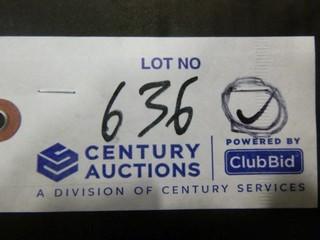 LOT NO
636
POWERED BY
CENTURY AUCTIONS ClubBid
A DIVISION OF CENTURY SERVICES